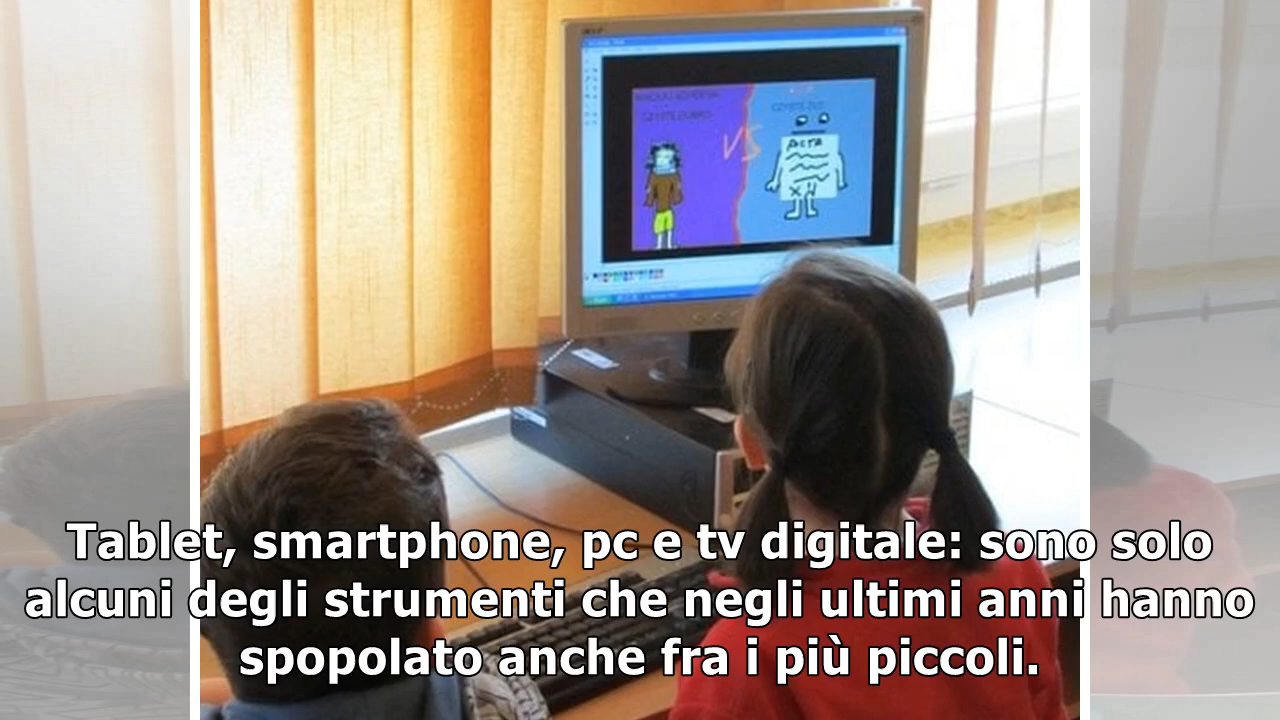 VS
Tablet, smartphone, pc e tv digitale: sono solo
alcuni degli strumenti che negli ultimi anni hanno
spopolato anche fra i più piccoli.